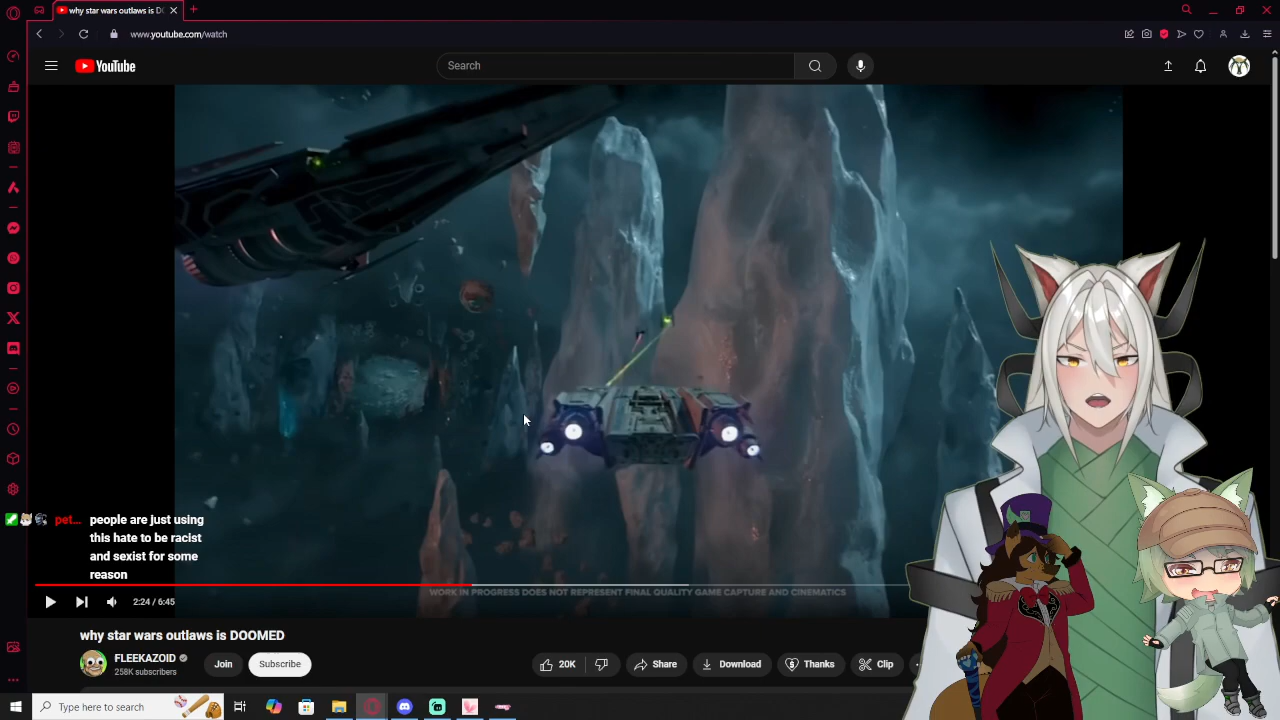 why star wars outlaws is DO
www.youtube.com/watch
YouTube
Search
pet... people are just using
this hate to be racist
and sexist for some
reason
WORK IN PROGRESS DOES NOT REPRESENT FINAL QUALITY GAME CAPTURE AND CINEMATICS
2:24 / 6:45
why star wars outlaws is DOOMED
FLEEKAZOID
258K subscribers
Join
Subscribe
20K
Share
Download
Thanks
Clip
Type here to search